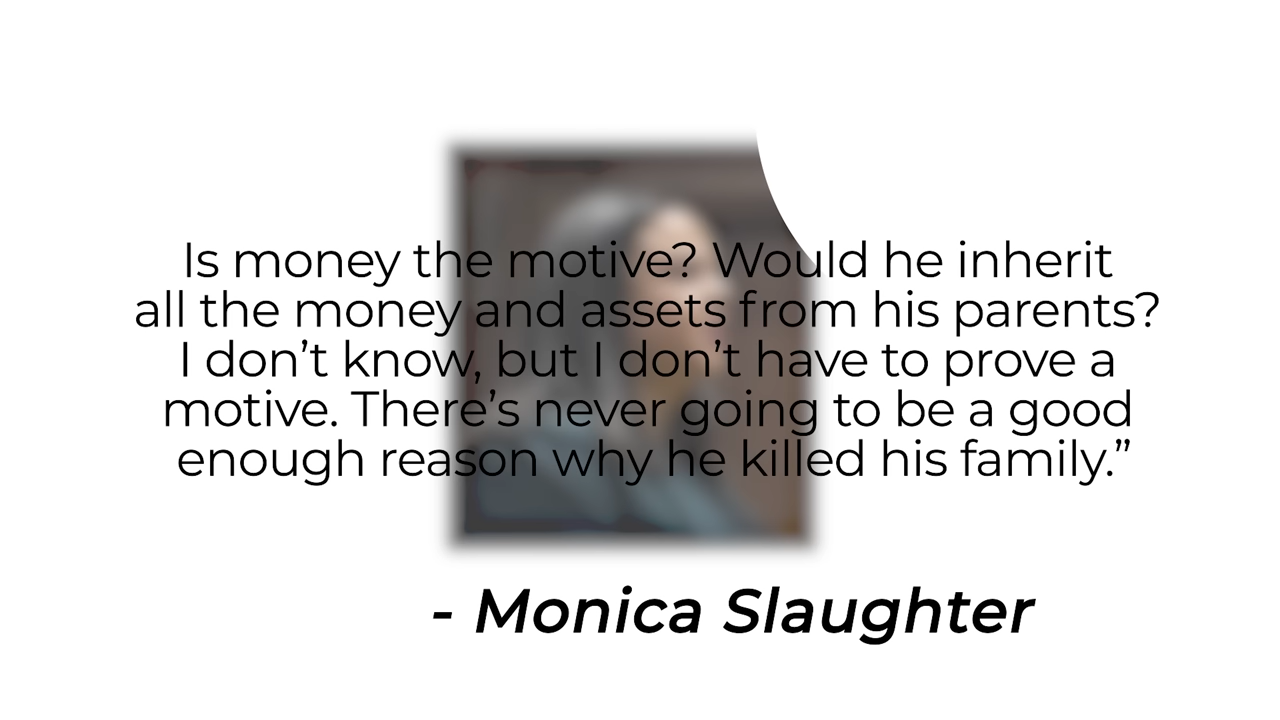 Is money the motive? Would he inherit
all the money and assets from his parents?
I don’t know, but I don’t have to prove a
motive. There’s never going to be a good
enough reason why he killed his family.”
- Monica Slaughter